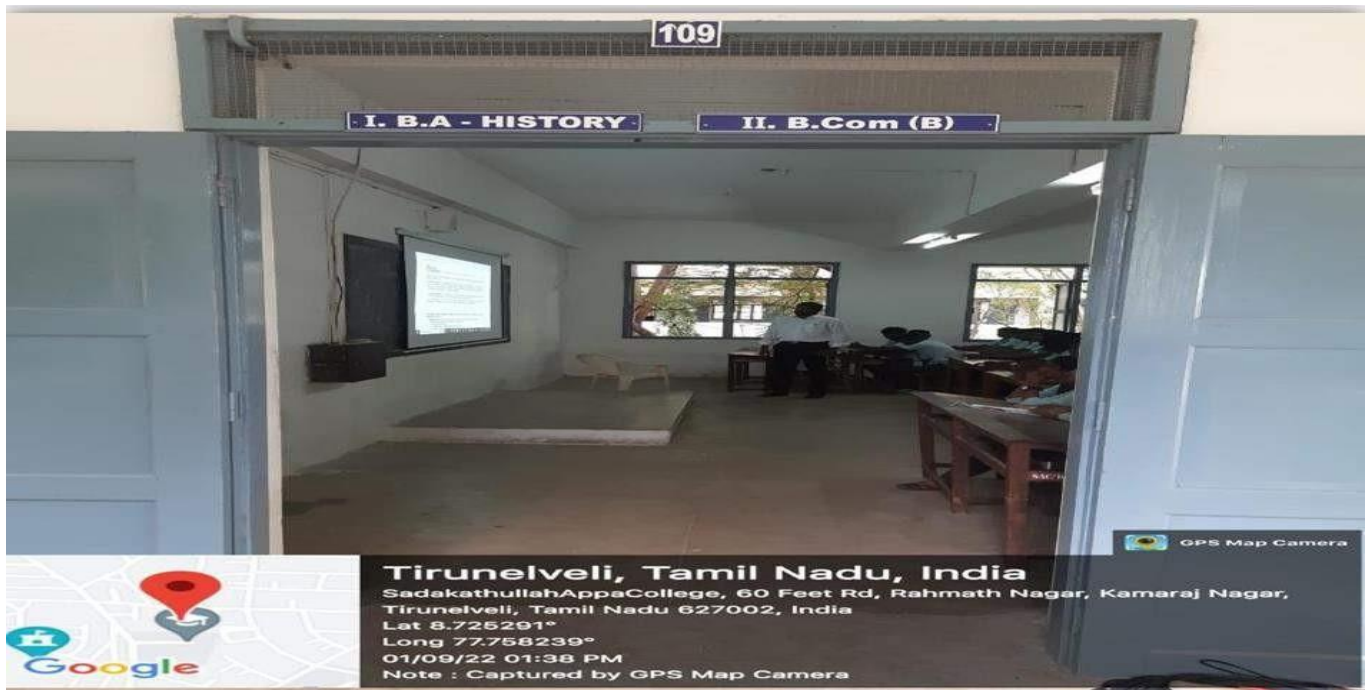 109
I. B.A - HISTORY
II. B.Com (B)
GPS Map Camera
Tirunelveli, Tamil Nadu, India
SadakathullahAppaCollege, 60 Feet Rd, Rahmath Nagar, Kamaraj Nagar,
Tirunelveli, Tamil Nadu 627002, India
Lat 8.725291°
Long 77.758239°
01/09/22 01:38 PM
Note : Captured by GPS Map Camera
Google